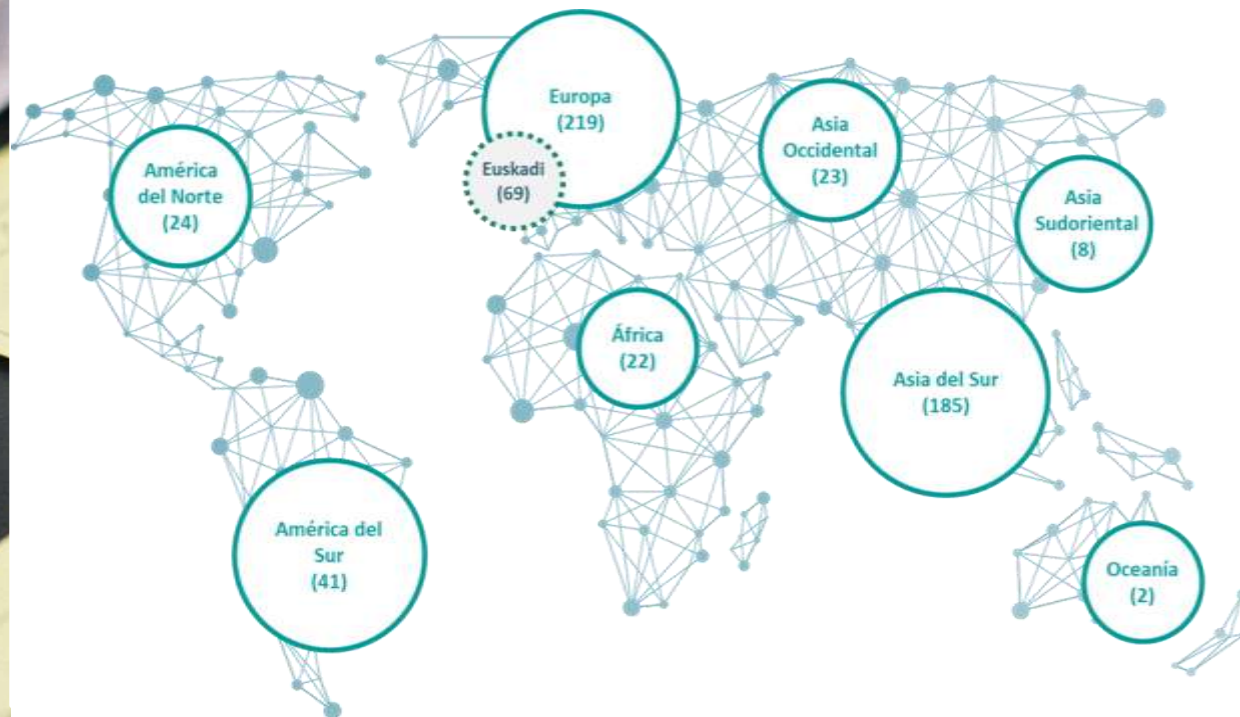 Europa
(219)
Euskadi
(69)
Asia
Occidental
(23)
América
del Norte
(24)
Asia
Sudoriental
(8)
África
(22)
Asia del Sur
(185)
América del
Sur
(41)
Oceanía
(2)